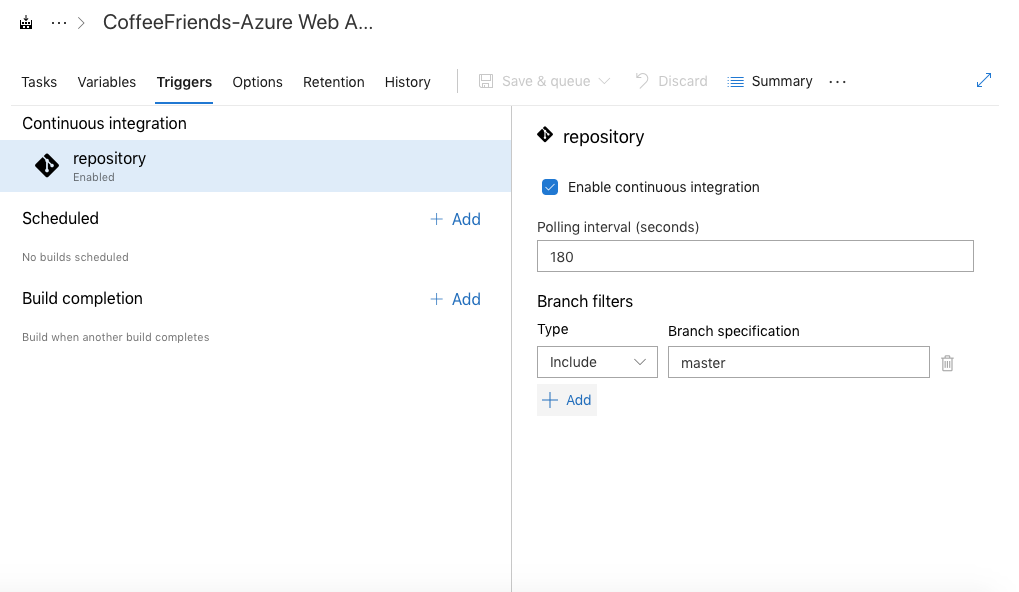 CoffeeFriends-Azure Web A...
Tasks Variables Triggers Options Retention History Save & queue Discard Summary
Continuous integration
repository
Enabled
Scheduled
Add
No builds scheduled
Build completion
Add
Build when another build completes
repository
Enable continuous integration
Polling interval (seconds)
180
Branch filters
Type Branch specification
Include master
Add